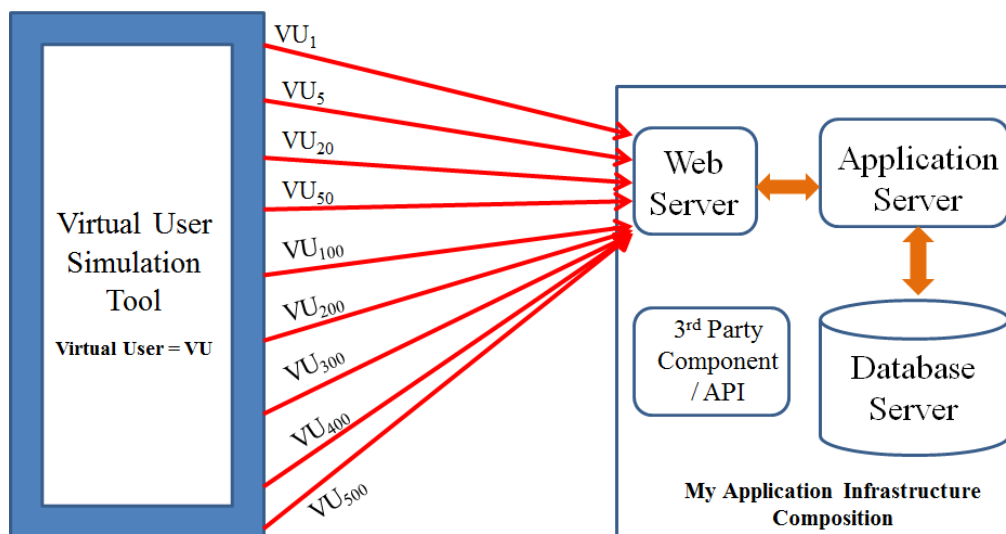 Virtual User
Simulation
Tool
Virtual User = VU
VU1
VU5
VU20
VU50
VU100
VU200
VU300
VU400
VU500
Web
Server
Application
Server
3rd Party
Component
/ API
Database
Server
My Application Infrastructure
Composition